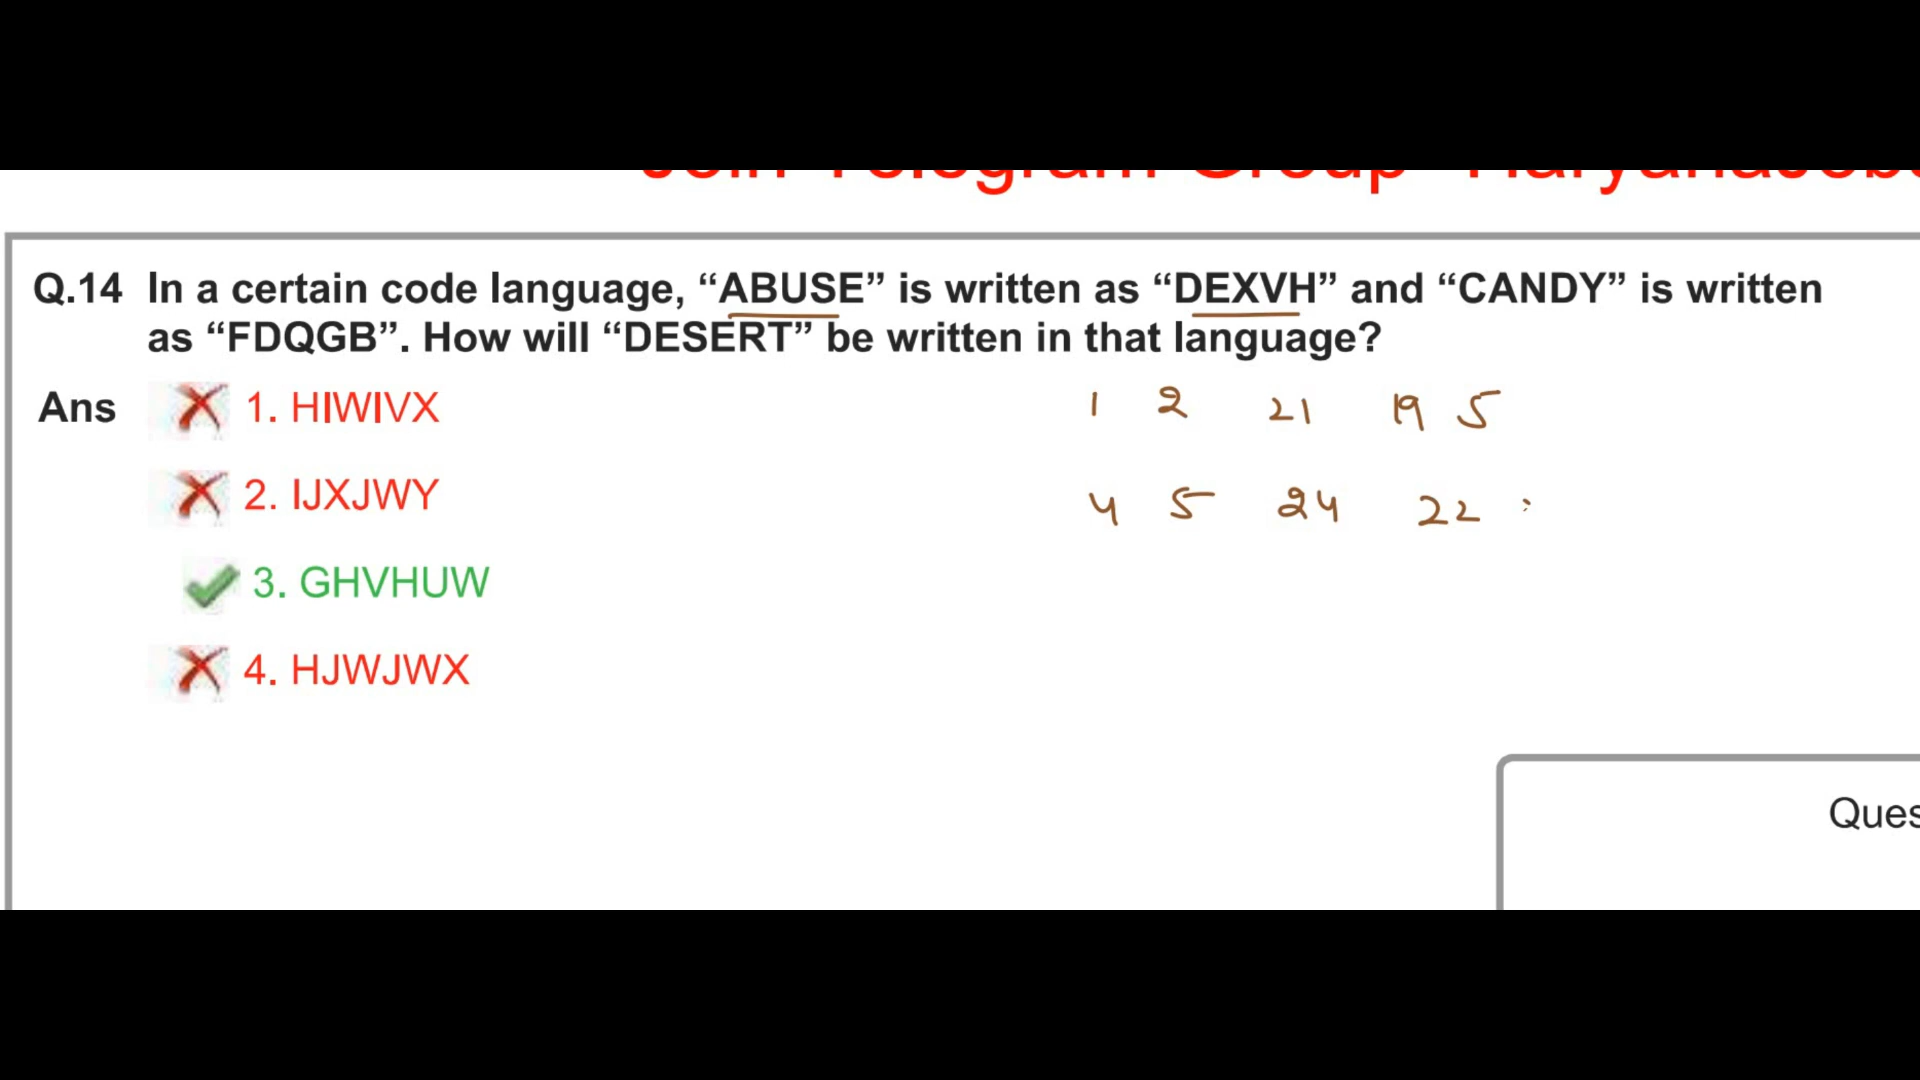 Q.14 In a certain code language, “ABUSE” is written as “DEXVH” and “CANDY” is written
as “FDQGB”. How will “DESERT” be written in that language?
Ans 1. HIWIVX
2. IJXJWY
3. GHVHUW
4. HJWJWX
1 2 21 19 5
4 5 24 22
Ques